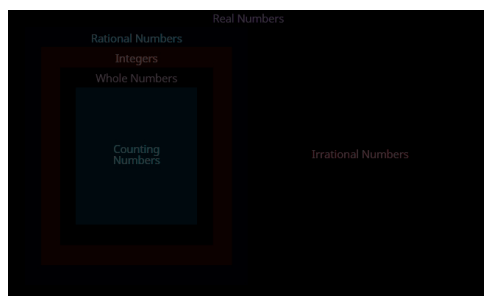 Real Numbers
Rational Numbers
Integers
Whole Numbers
Counting
Numbers
Irrational Numbers